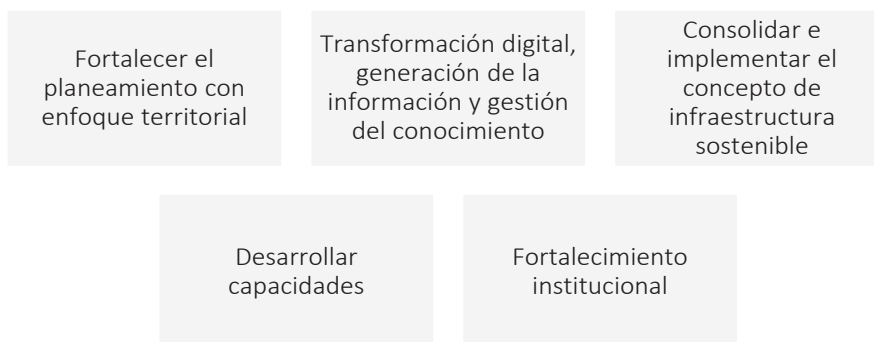 Fortalecer el
planeamiento con
enfoque territorial
Transformación digital,
generación de la
información y gestión
del conocimiento
Consolidar e
implementar el
concepto de
infraestructura
sostenible
Desarrollar
capacidades
Fortalecimiento
institucional